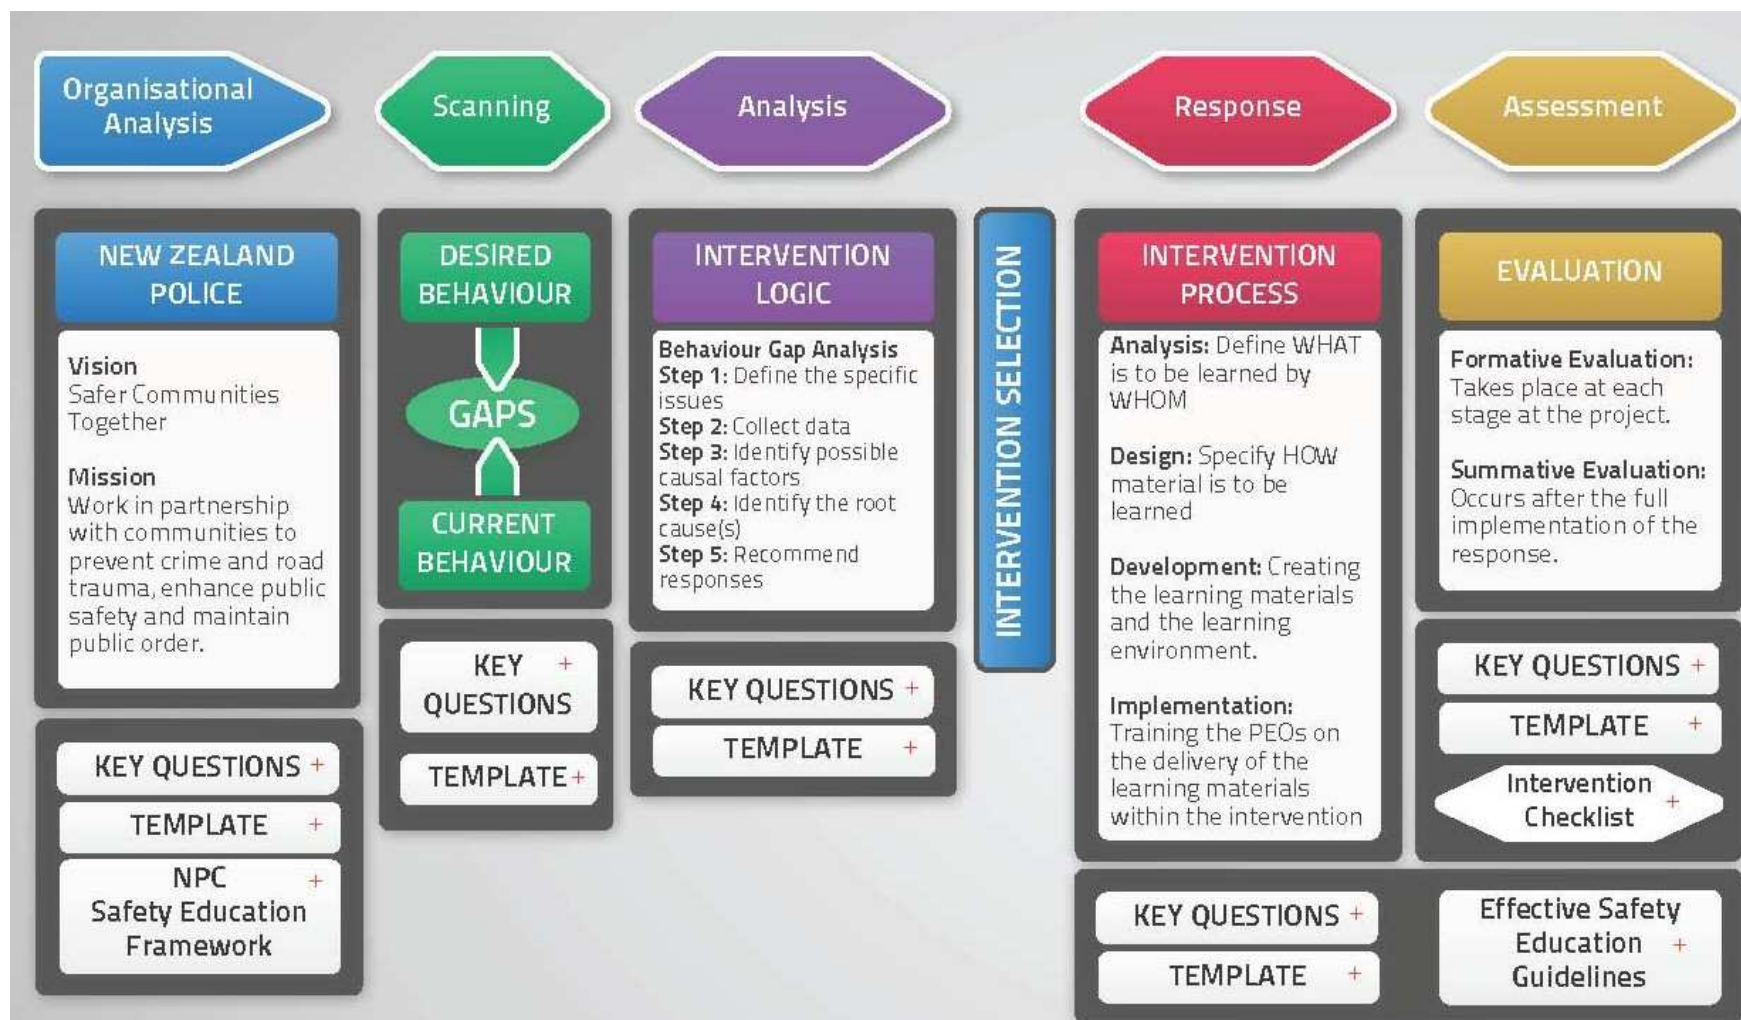 Organisational
Analysis
Scanning
Analysis
Response
Assessment
NEW ZEALAND
POLICE
Vision
Safer Communities
Together
Mission
Work in partnership
with communities to
prevent crime and road
trauma, enhance public
safety and maintain
public order.
KEY QUESTIONS +
TEMPLATE +
NPC +
Safety Education
Framework
DESIRED
BEHAVIOUR
GAPS
CURRENT
BEHAVIOUR
KEY +
QUESTIONS
TEMPLATE +
INTERVENTION
LOGIC
Behaviour Gap Analysis
Step 1: Define the specific
issues
Step 2: Collect data
Step 3: Identify possible
causal factors
Step 4: Identify the root
cause(s)
Step 5: Recommend
responses
KEY QUESTIONS +
TEMPLATE +
INTERVENTION SELECTION
INTERVENTION
PROCESS
Analysis: Define WHAT
is to be learned by
WHOM
Design: Specify HOW
material is to be
learned
Development: Creating
the learning materials
and the learning
environment.
Implementation:
Training the PEOs on
the delivery of the
learning materials
within the intervention
KEY QUESTIONS +
TEMPLATE +
EVALUATION
Formative Evaluation:
Takes place at each
stage at the project.
Summative Evaluation:
Occurs after the full
implementation of the
response.
KEY QUESTIONS +
TEMPLATE +
Intervention
Checklist +
Effective Safety
Education +
Guidelines